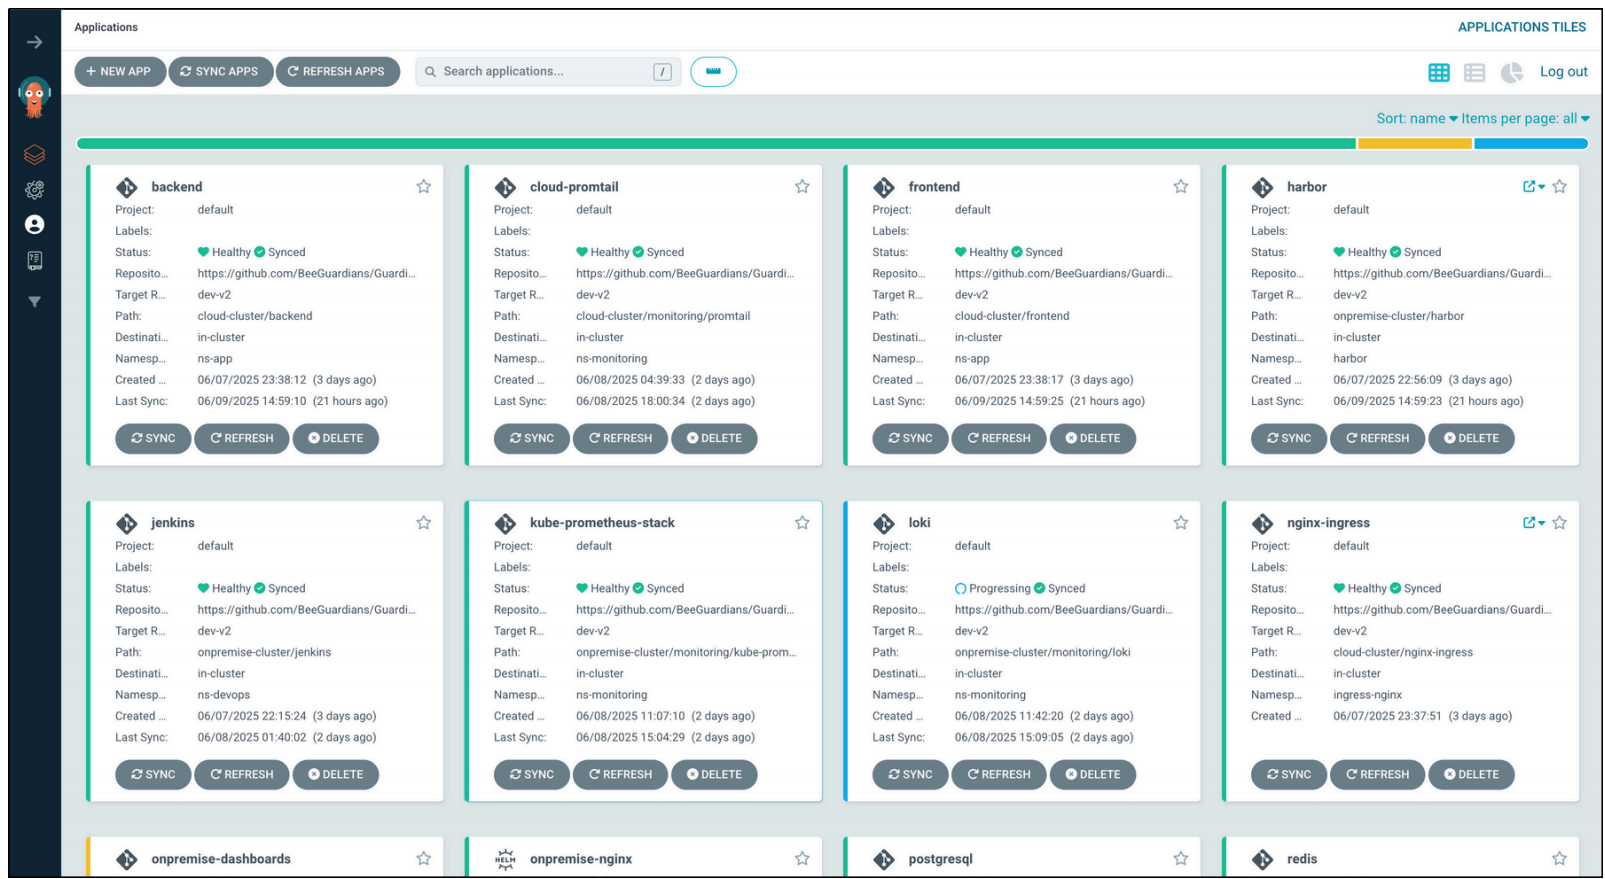 Applications
APPLICATIONS TILES
+ NEW APP
SYNC APPS
REFRESH APPS
Search applications...
/
Log out
Sort: name
Items per page: all
backend
Project: default
Labels:
Status: Healthy Synced
Reposito... https://github.com/BeeGuardians/Guardi...
Target R... dev-v2
Path: cloud-cluster/backend
Destinati... in-cluster
Namesp... ns-app
Created ... 06/07/2025 23:38:12 (3 days ago)
Last Sync: 06/09/2025 14:59:10 (21 hours ago)
SYNC REFRESH DELETE
cloud-promtail
Project: default
Labels:
Status: Healthy Synced
Reposito... https://github.com/BeeGuardians/Guardi...
Target R... dev-v2
Path: cloud-cluster/monitoring/promtail
Destinati... in-cluster
Namesp... ns-monitoring
Created ... 06/08/2025 04:39:33 (2 days ago)
Last Sync: 06/08/2025 18:00:34 (2 days ago)
SYNC REFRESH DELETE
frontend
Project: default
Labels:
Status: Healthy Synced
Reposito... https://github.com/BeeGuardians/Guardi...
Target R... dev-v2
Path: cloud-cluster/frontend
Destinati... in-cluster
Namesp... ns-app
Created ... 06/07/2025 23:38:17 (3 days ago)
Last Sync: 06/09/2025 14:59:25 (21 hours ago)
SYNC REFRESH DELETE
harbor
Project: default
Labels:
Status: Healthy Synced
Reposito... https://github.com/BeeGuardians/Guardi...
Target R... dev-v2
Path: onpremise-cluster/harbor
Destinati... in-cluster
Namesp... harbor
Created ... 06/07/2025 22:56:09 (3 days ago)
Last Sync: 06/09/2025 14:59:23 (21 hours ago)
SYNC REFRESH DELETE
jenkins
Project: default
Labels:
Status: Healthy Synced
Reposito... https://github.com/BeeGuardians/Guardi...
Target R... dev-v2
Path: onpremise-cluster/jenkins
Destinati... in-cluster
Namesp... ns-devops
Created ... 06/07/2025 22:15:24 (3 days ago)
Last Sync: 06/08/2025 01:40:02 (2 days ago)
SYNC REFRESH DELETE
kube-prometheus-stack
Project: default
Labels:
Status: Healthy Synced
Reposito... https://github.com/BeeGuardians/Guardi...
Target R... dev-v2
Path: onpremise-cluster/monitoring/kube-prom...
Destinati... in-cluster
Namesp... ns-monitoring
Created ... 06/08/2025 11:07:10 (2 days ago)
Last Sync: 06/08/2025 15:04:29 (2 days ago)
SYNC REFRESH DELETE
loki
Project: default
Labels:
Status: Progressing Synced
Reposito... https://github.com/BeeGuardians/Guardi...
Target R... dev-v2
Path: onpremise-cluster/monitoring/loki
Destinati... in-cluster
Namesp... ns-monitoring
Created ... 06/08/2025 11:42:20 (2 days ago)
Last Sync: 06/08/2025 15:09:05 (2 days ago)
SYNC REFRESH DELETE
nginx-ingress
Project: default
Labels:
Status: Healthy Synced
Reposito... https://github.com/BeeGuardians/Guardi...
Target R... dev-v2
Path: cloud-cluster/nginx-ingress
Destinati... in-cluster
Namesp... ingress-nginx
Created ... 06/07/2025 23:37:51 (3 days ago)
SYNC REFRESH DELETE
onpremise-dashboards
HELM
onpremise-nginx
postgresql
redis